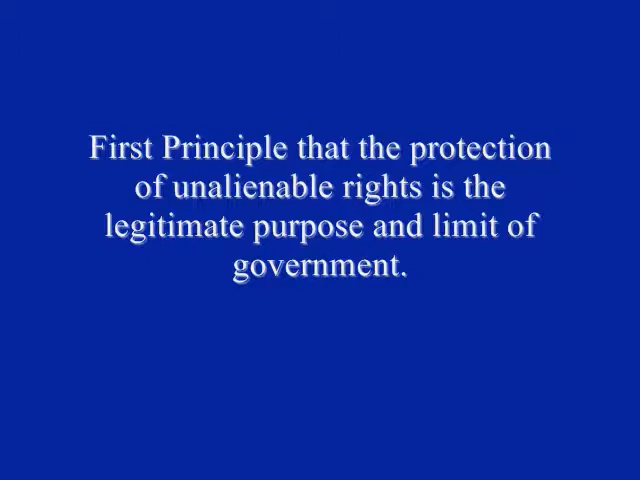 First Principle that the protection
of unalienable rights is the
legitimate purpose and limit of
government.